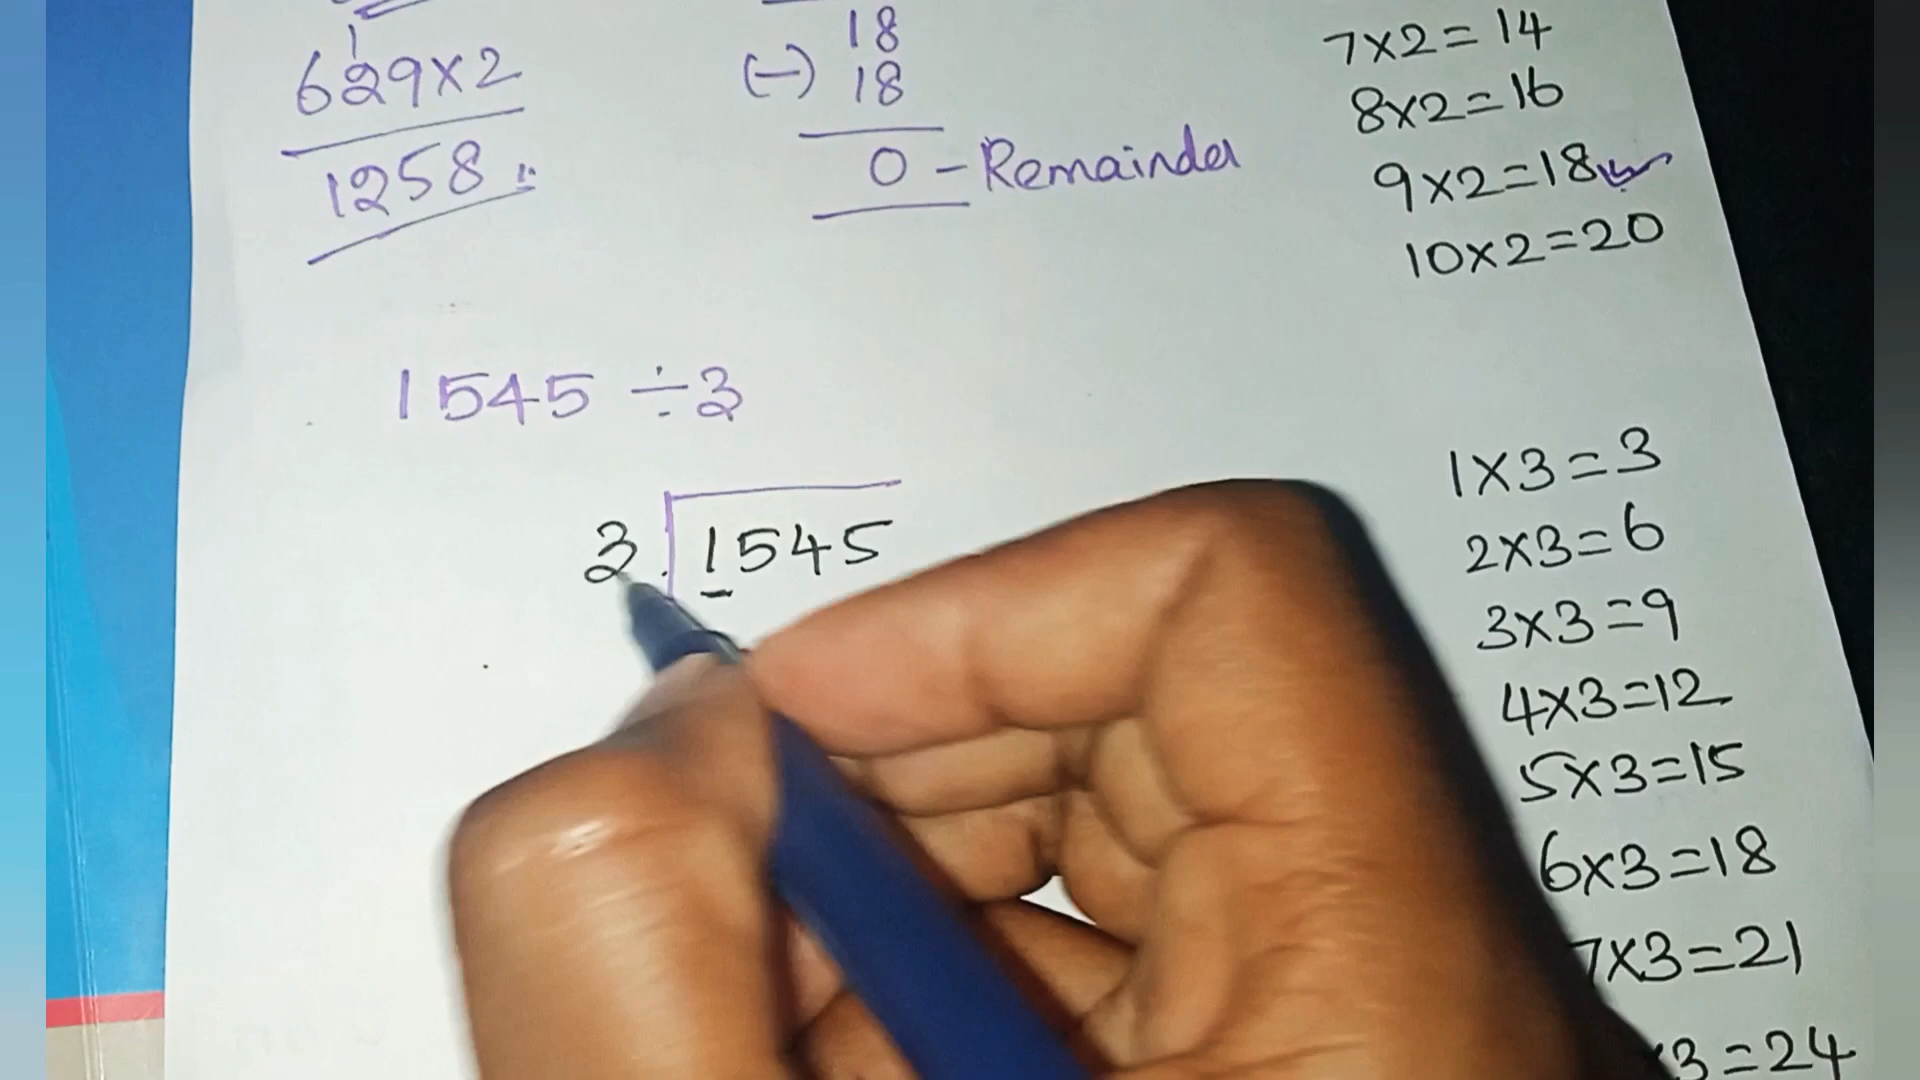 1
629x2
1258
18
(-) 18
0 - Remainder
7x2=14
8x2=16
9x2=18
10x2=20
1545 ÷3
3 1545
1x3=3
2x3=6
3x3=9
4x3=12
5x3=15
6x3=18
7x3=21
x3=24